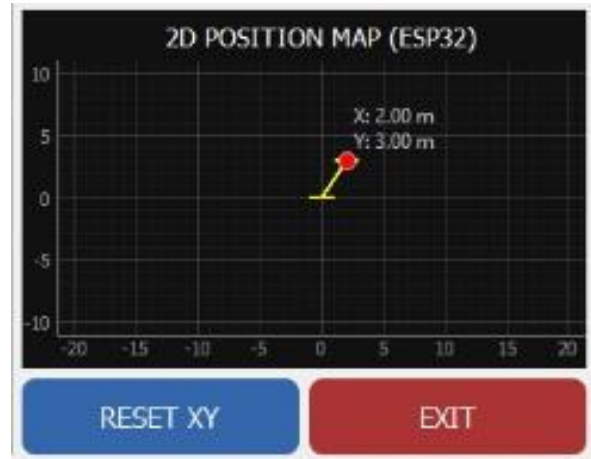 2D POSITION MAP (ESP32)
10
X: 2.00 m
5
Y: 3.00 m
0
-5
-10
-20 -15 -10 -5 0 5 10 15 20
RESET XY EXIT